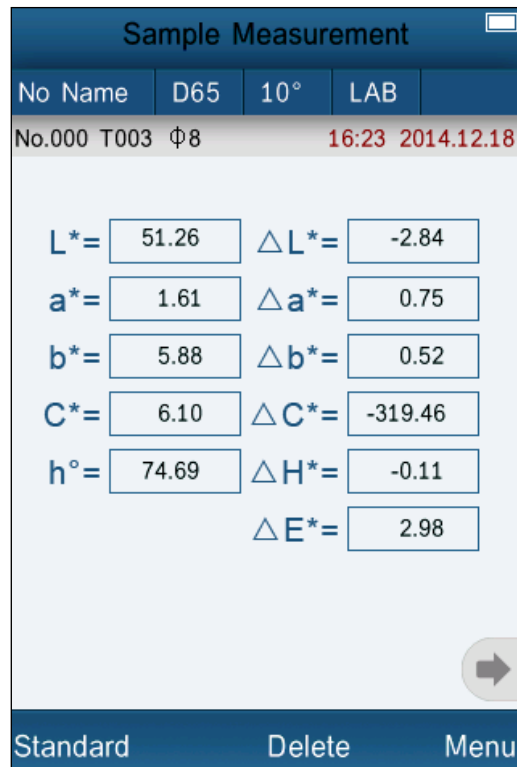 Sample Measurement
No Name D65 10° LAB
No.000 T003 Φ8 16:23 2014.12.18
L*= 51.26 △L*= -2.84
a*= 1.61 △a*= 0.75
b*= 5.88 △b*= 0.52
C*= 6.10 △C*= -319.46
h°= 74.69 △H*= -0.11
△E*= 2.98
Standard Delete Menu